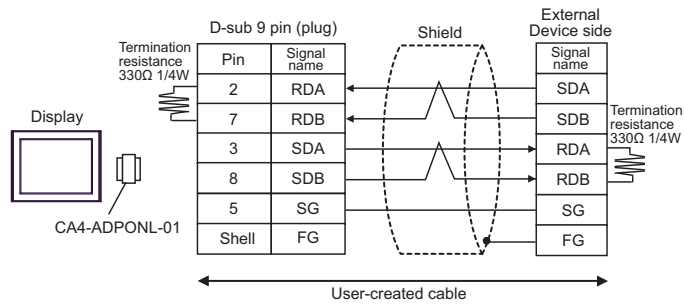 D-sub 9 pin (plug)
Shield
External
Device side
Termination
resistance
330Ω 1/4W
Pin
Signal
name
Signal
name
2
RDA
SDA
7
RDB
SDB
Termination
resistance
330Ω 1/4W
Display
3
SDA
RDA
8
SDB
RDB
5
SG
SG
CA4-ADPONL-01
Shell
FG
FG
User-created cable